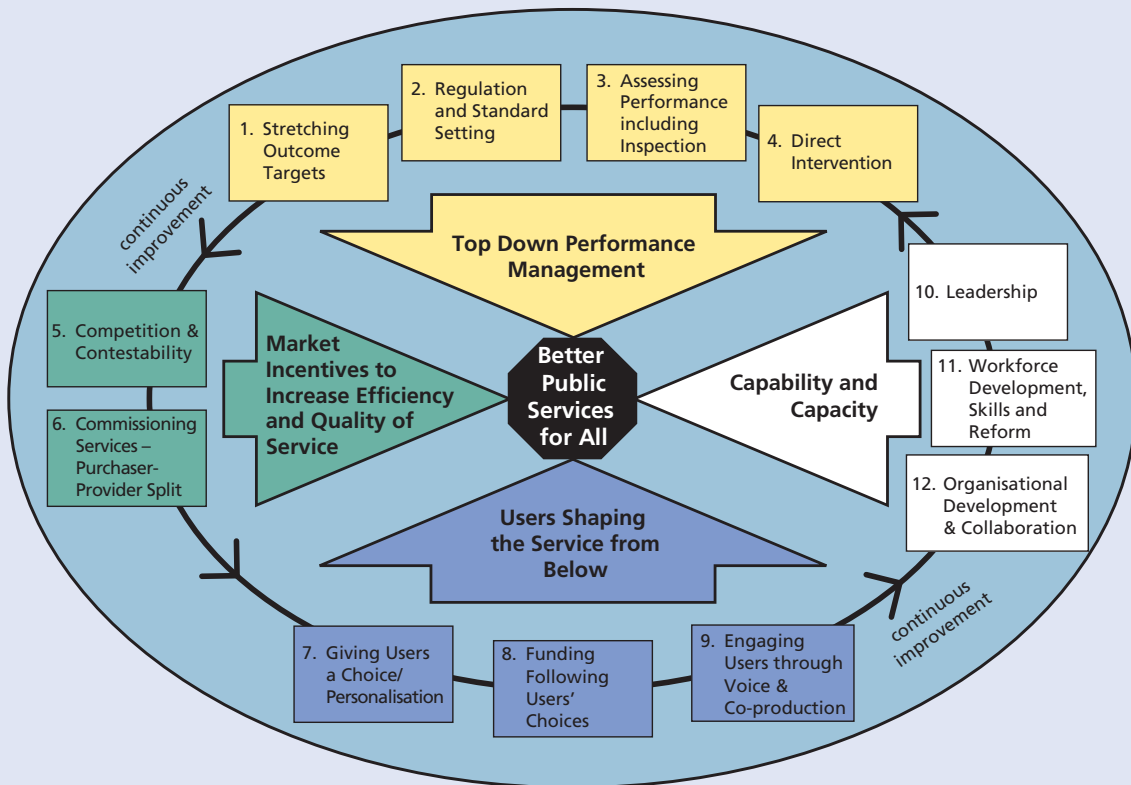 1. Stretching
Outcome
Targets
2. Regulation
and Standard
Setting
3. Assessing
Performance
including
Inspection
4. Direct
Intervention
continuous
improvement
Top Down Performance
Management
5. Competition &
Contestability
6. Commissioning
Services –
Purchaser-
Provider Split
Market
Incentives to
Increase Efficiency
and Quality of
Service
Better
Public
Services
for All
Capability and
Capacity
10. Leadership
11. Workforce
Development,
Skills and
Reform
12. Organisational
Development
& Collaboration
Users Shaping
the Service from
Below
7. Giving Users
a Choice/
Personalisation
8. Funding
Following
Users’
Choices
9. Engaging
Users through
Voice &
Co-production
continuous
improvement